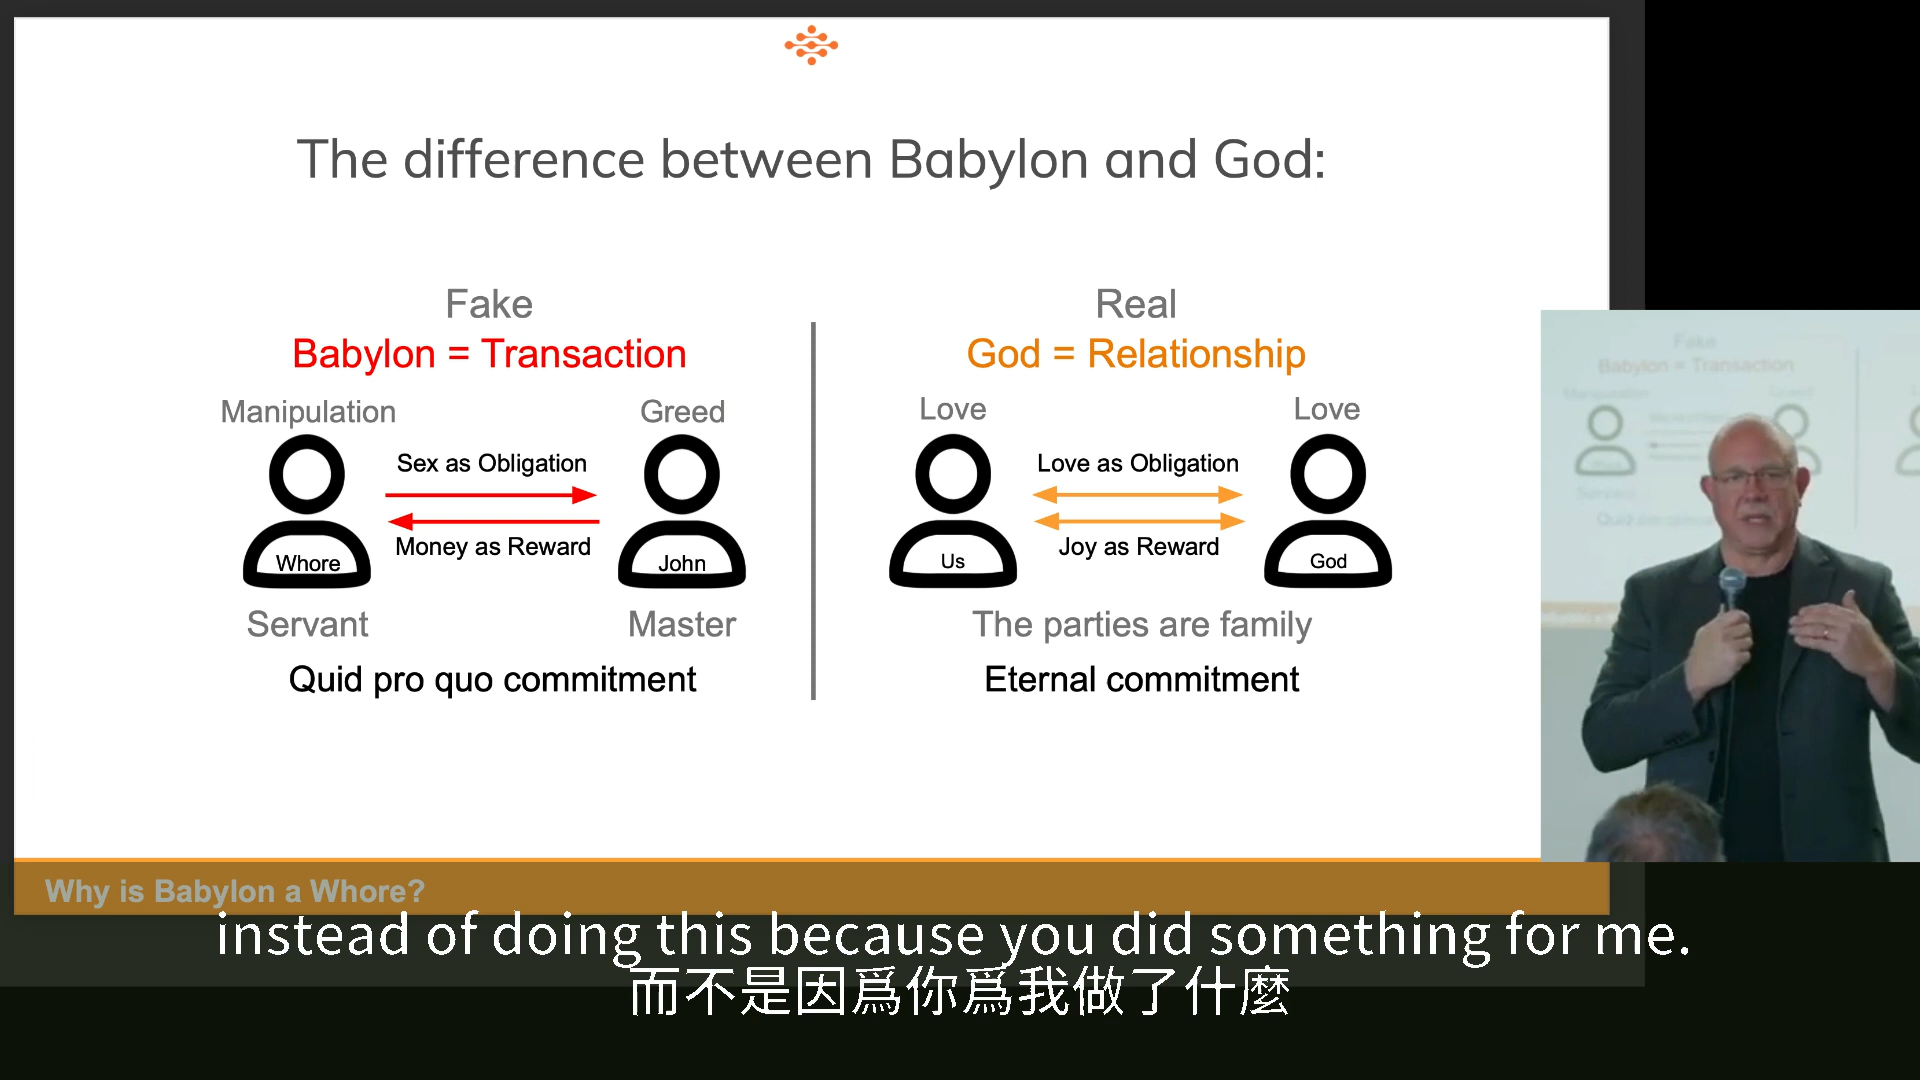 The difference between Babylon and God:
Fake
Babylon = Transaction
Manipulation
Greed
Sex as Obligation
Money as Reward
Whore
John
Servant
Master
Quid pro quo commitment
Real
God = Relationship
Love
Love
Love as Obligation
Joy as Reward
Us
God
The parties are family
Eternal commitment
Fake
Babylon = Transaction
Why is Babylon a Whore?
instead of doing this because you did something for me.
而不是因爲你爲我做了什麼